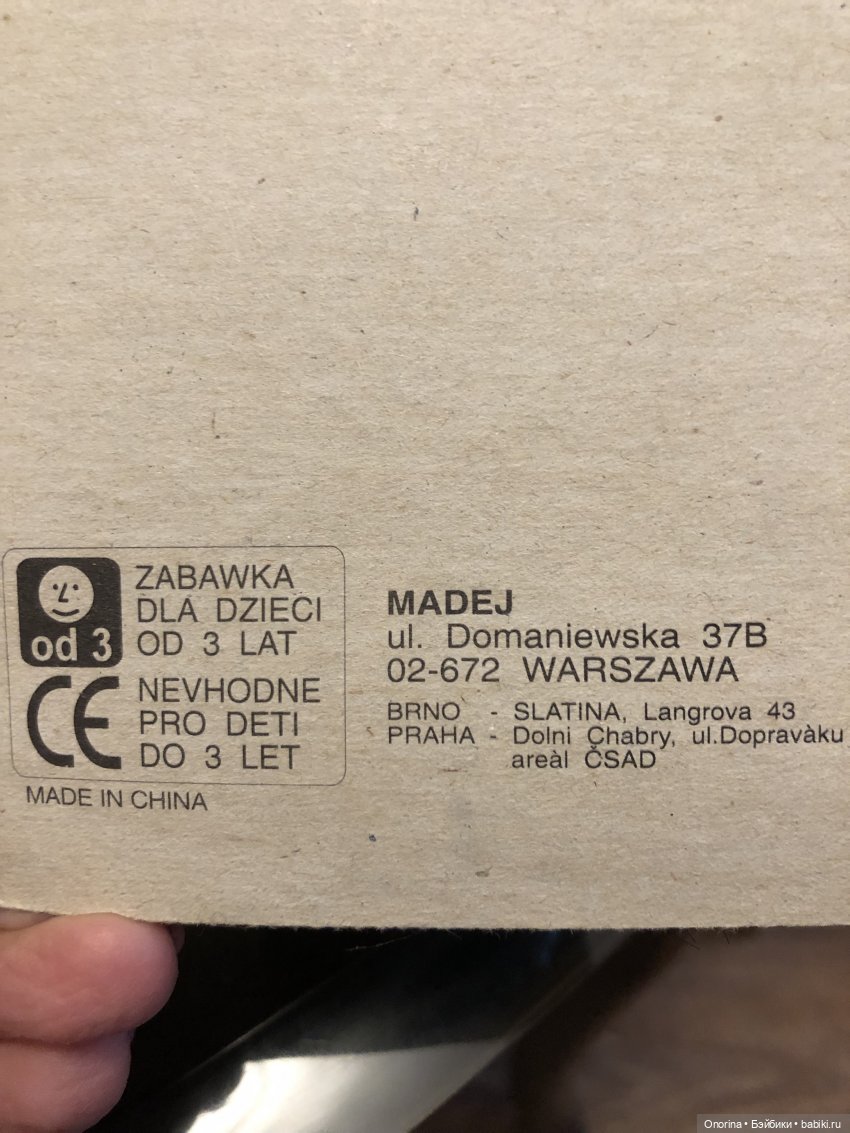 od 3
ZABAWKA
DLA DZIECI
OD 3 LAT
CE
NEVHODNE
PRO DETI
DO 3 LET
MADE IN CHINA
MADEJ
ul. Domaniewska 37B
02-672 WARSZAWA
BRNO - SLATINA, Langrova 43
PRAHA - Dolni Chabry, ul.Dopravàku
areàl ČSAD
Onorina • Бэйбики • babiki.ru